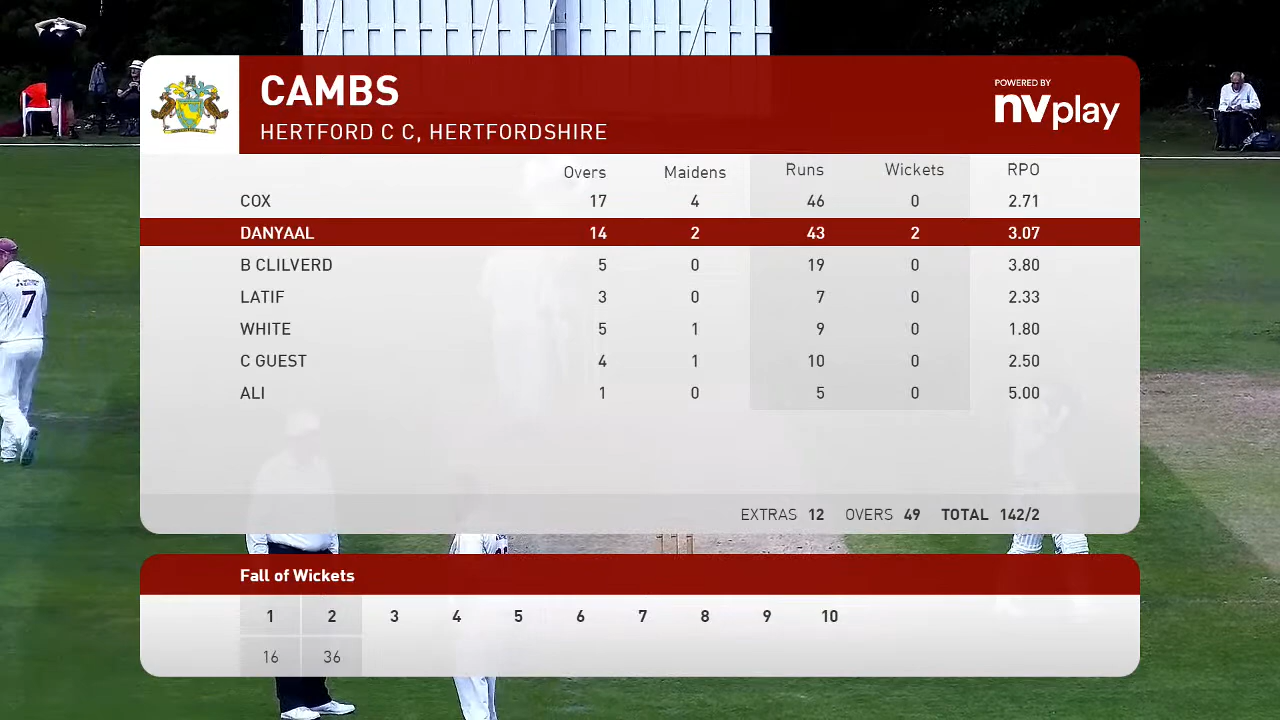 CAMBS
HERTFORD C C, HERTFORDSHIRE
POWERED BY
nvplay
Overs Maidens Runs Wickets RPO
COX 17 4 46 0 2.71
DANYAAL 14 2 43 2 3.07
B CLILVERD 5 0 19 0 3.80
LATIF 3 0 7 0 2.33
WHITE 5 1 9 0 1.80
C GUEST 4 1 10 0 2.50
ALI 1 0 5 0 5.00
EXTRAS 12 OVERS 49 TOTAL 142/2
Fall of Wickets
1 2 3 4 5 6 7 8 9 10
16 36
7